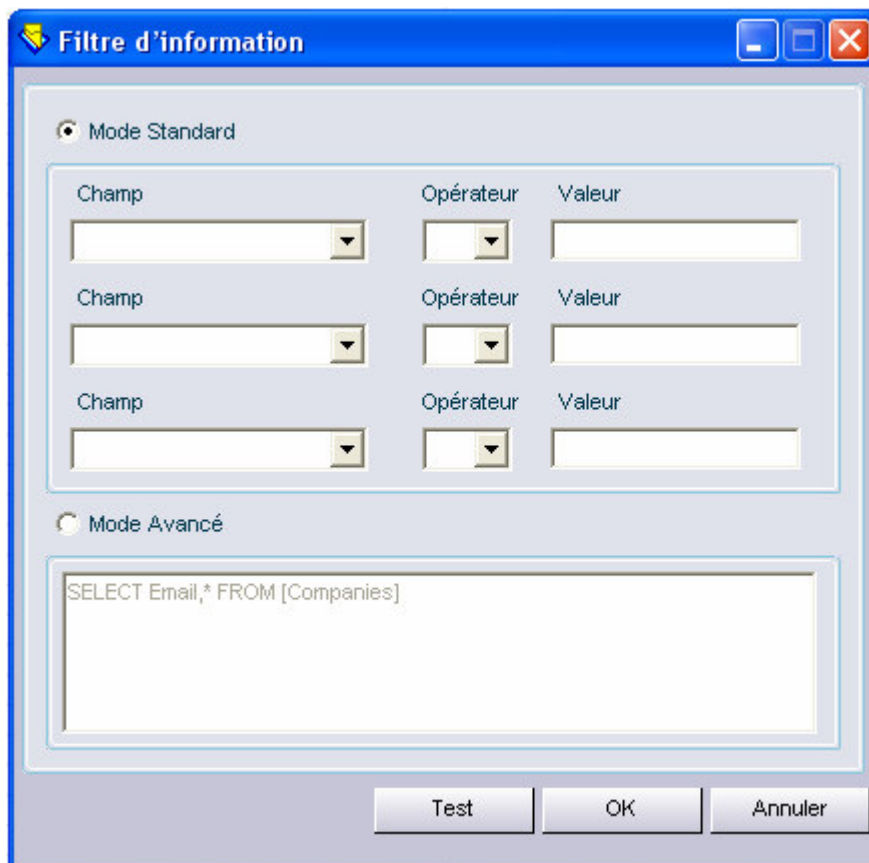 Filtre d'information
Mode Standard
Champ Opérateur Valeur
Champ Opérateur Valeur
Champ Opérateur Valeur
Mode Avancé
SELECT Email,* FROM [Companies]
Test OK Annuler